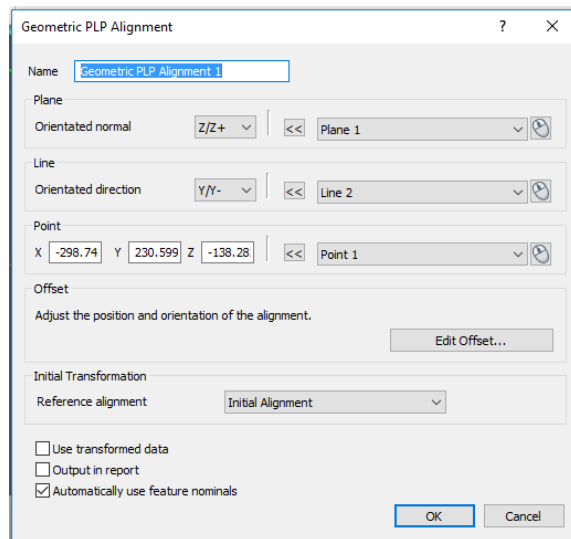 Geometric PLP Alignment ?
Name Geometric PLP Alignment 1
Plane
Orientated normal Z/Z+ << Plane 1
Line
Orientated direction Y/Y- << Line 2
Point
X -298.74 Y 230.599 Z -138.28 << Point 1
Offset
Adjust the position and orientation of the alignment.
Edit Offset...
Initial Transformation
Reference alignment Initial Alignment
Use transformed data
Output in report
Automatically use feature nominals
OK Cancel